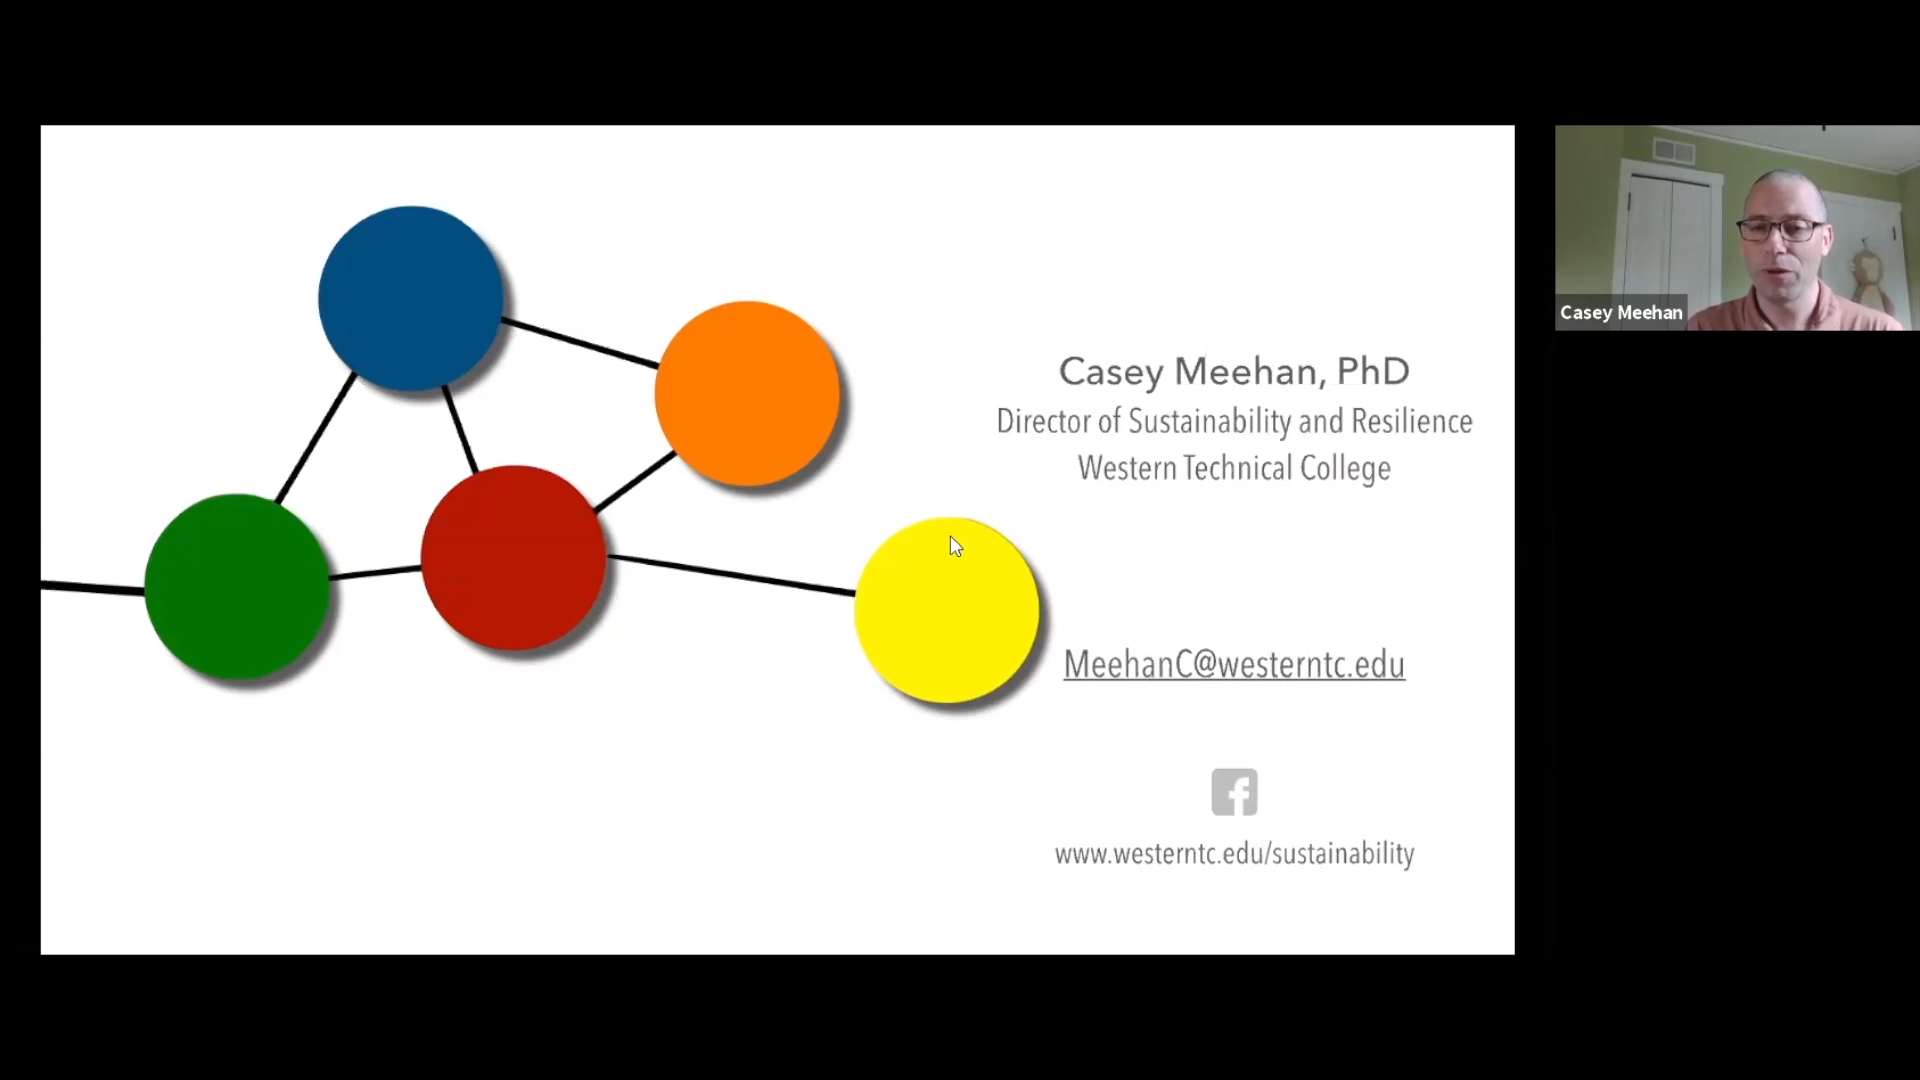 Casey Meehan, PhD
Director of Sustainability and Resilience
Western Technical College
MeehanC@westerntc.edu
www.westerntc.edu/sustainability
Casey Meehan